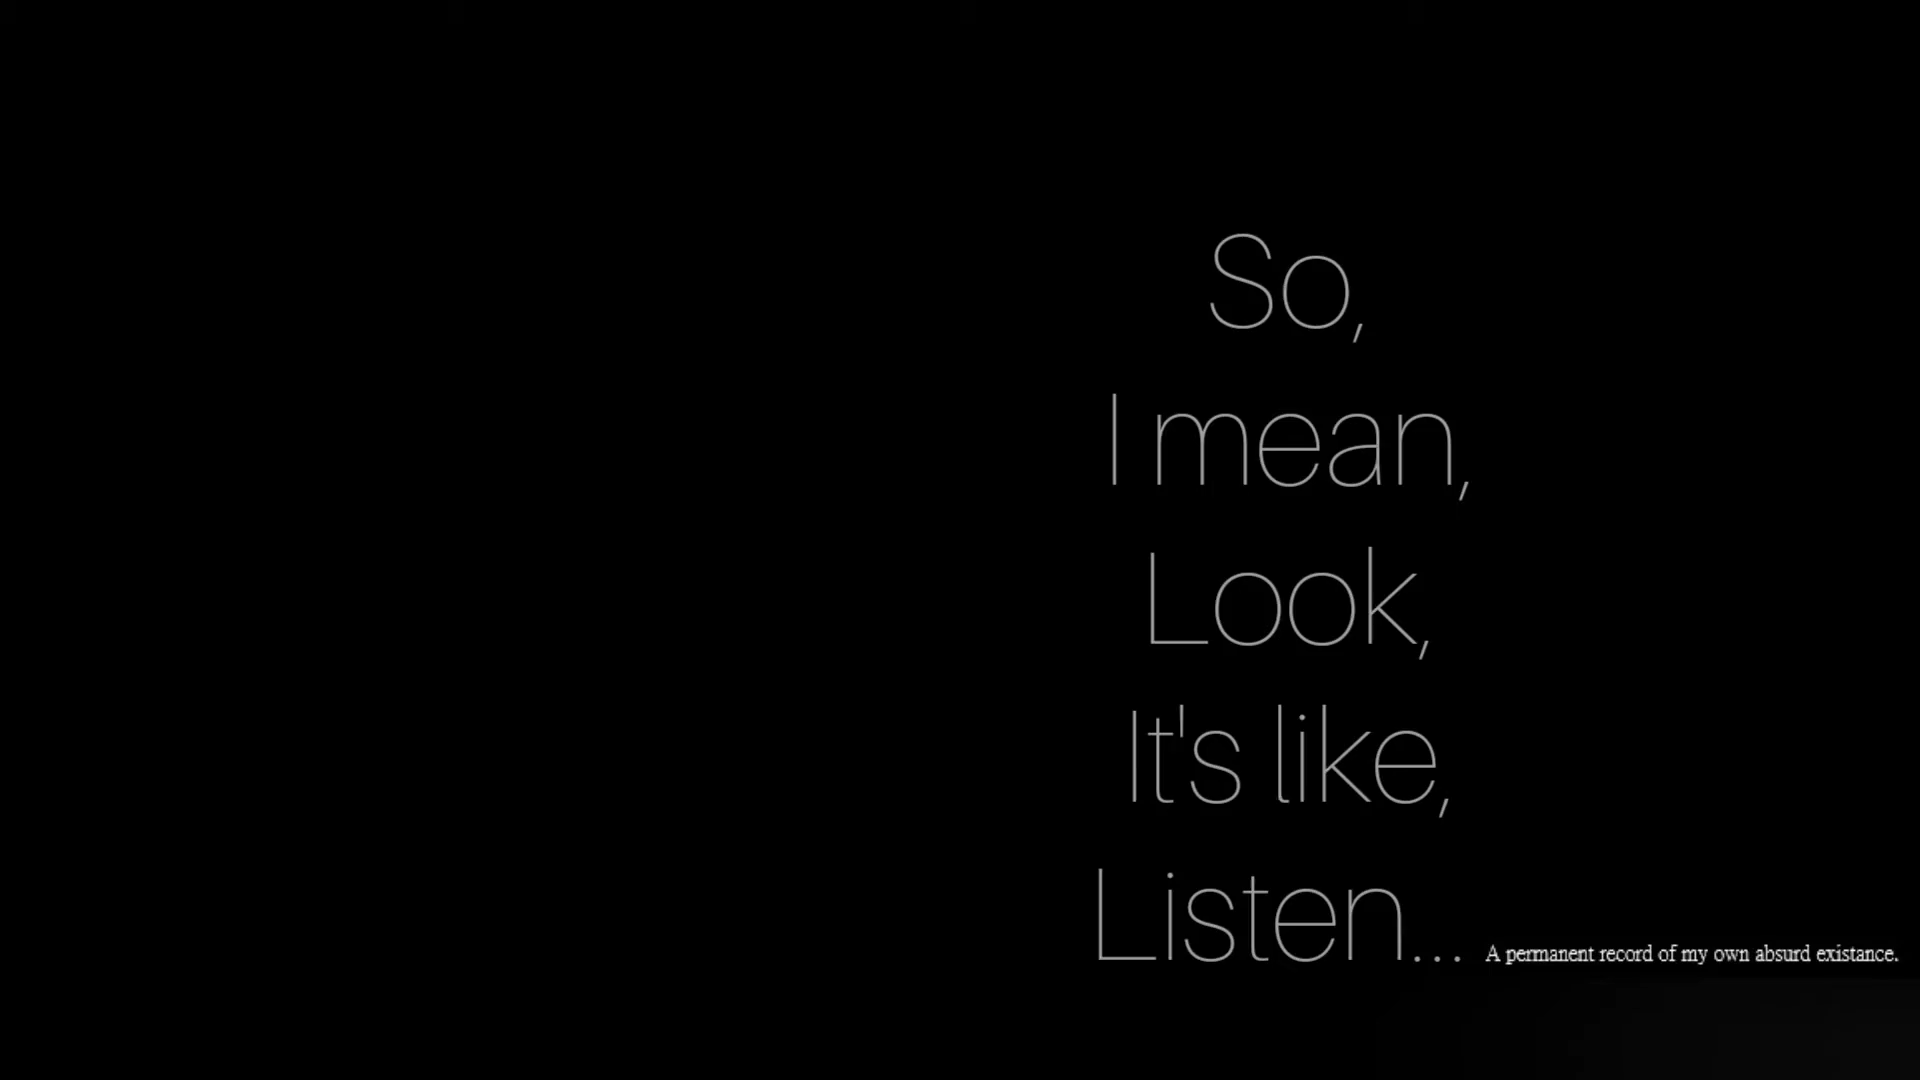 So,
I mean,
Look,
It's like,
Listen...
A permanent record of my own absurd existance.